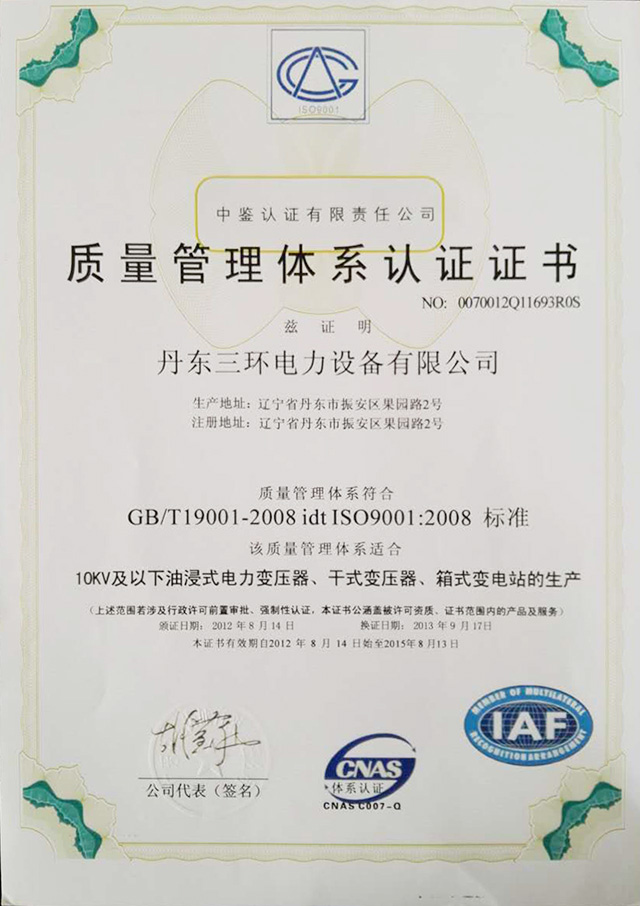 CAG
ISO9001
中鉴认证有限责任公司
质量管理体系认证证书
NO: 0070012Q11693R0S
兹 证 明
丹东三环电力设备有限公司
生产地址: 辽宁省丹东市振安区果园路2号
注册地址: 辽宁省丹东市振安区果园路2号
质量管理体系符合
GB/T19001-2008 idt ISO9001:2008 标准
该质量管理体系适合
10KV及以下油浸式电力变压器、干式变压器、箱式变电站的生产
(上述范围若涉及行政许可前置审批、强制性认证,本证书公涵盖被许可资质、证书范围内的产品及服务)
颁证日期: 2012 年 8 月 14 日 换证日期: 2013 年 9 月 17日
本证书有效期自2012 年 8 月 14 日始至2015年 8 月 13 日
公司代表(签名)
CNAS
体系认证
CNAS C007-Q
MEMBER OF MULTILATERAL
IAF
RECOGNITION ARRANGEMENT